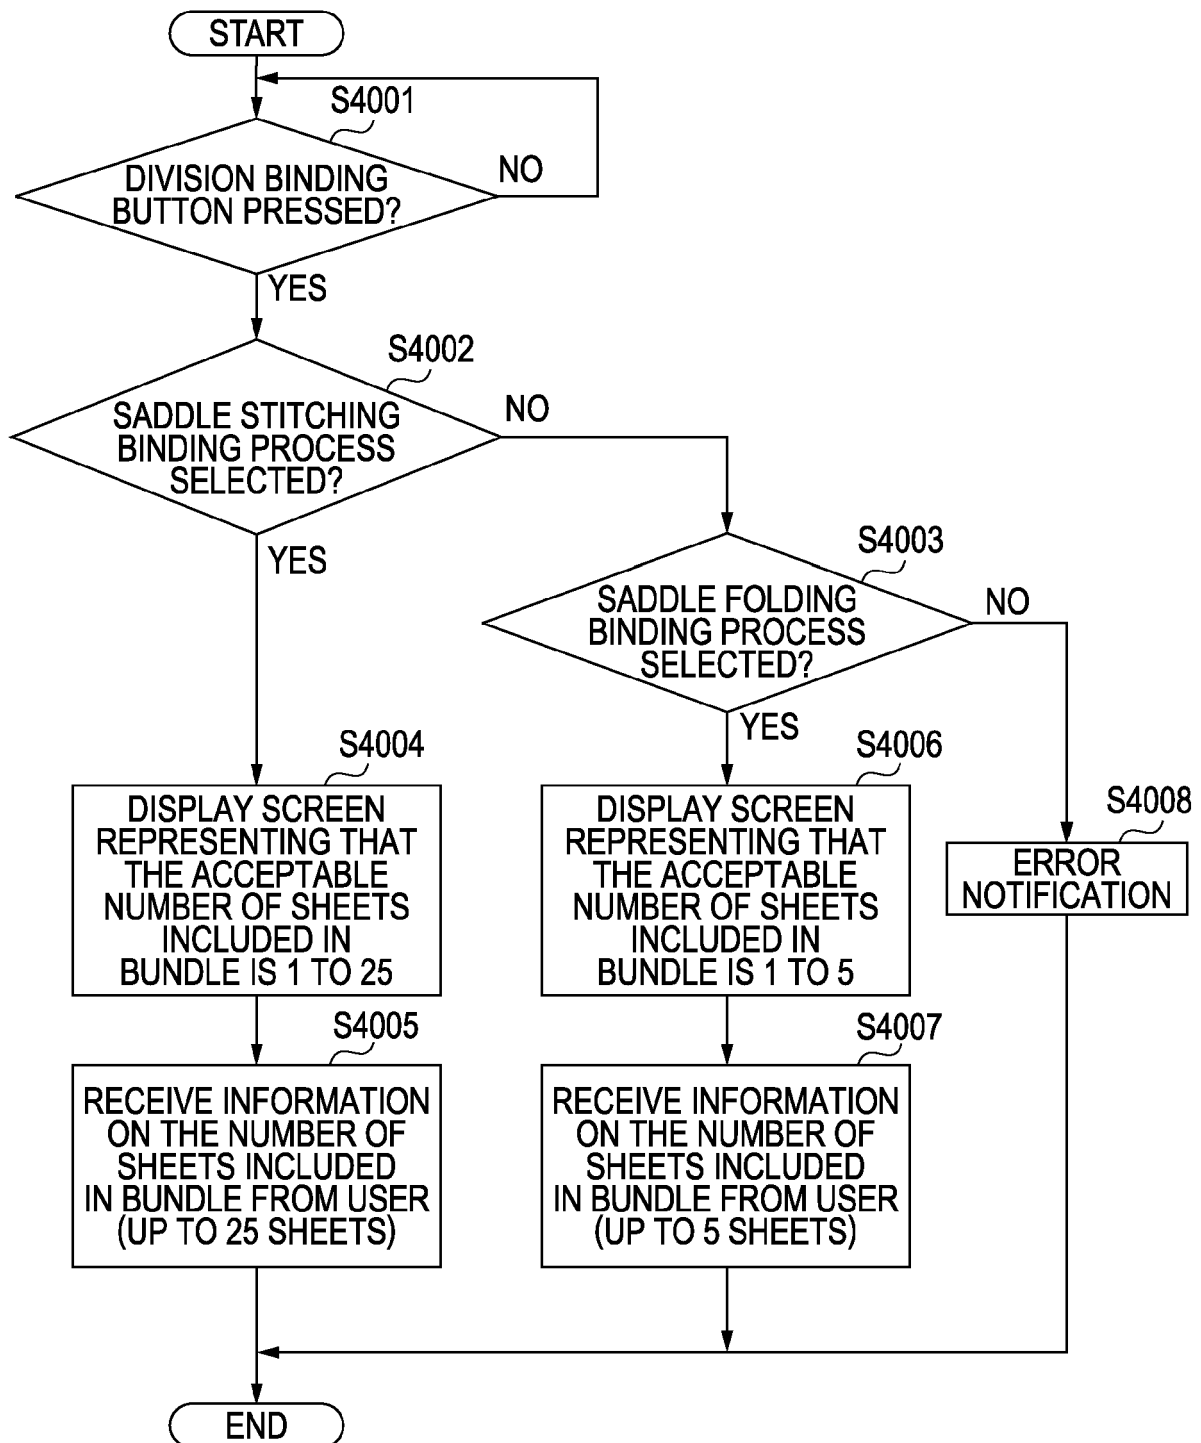 START
S4001
DIVISION BINDING
BUTTON PRESSED?
NO
YES
S4002
SADDLE STITCHING
BINDING PROCESS
SELECTED?
NO
YES
S4003
SADDLE FOLDING
BINDING PROCESS
SELECTED?
NO
YES
S4004
DISPLAY SCREEN
REPRESENTING THAT
THE ACCEPTABLE
NUMBER OF SHEETS
INCLUDED IN
BUNDLE IS 1 TO 25
S4006
DISPLAY SCREEN
REPRESENTING THAT
THE ACCEPTABLE
NUMBER OF SHEETS
INCLUDED IN
BUNDLE IS 1 TO 5
S4008
ERROR
NOTIFICATION
S4005
RECEIVE INFORMATION
ON THE NUMBER OF
SHEETS INCLUDED
IN BUNDLE FROM USER
(UP TO 25 SHEETS)
S4007
RECEIVE INFORMATION
ON THE NUMBER OF
SHEETS INCLUDED
IN BUNDLE FROM USER
(UP TO 5 SHEETS)
END